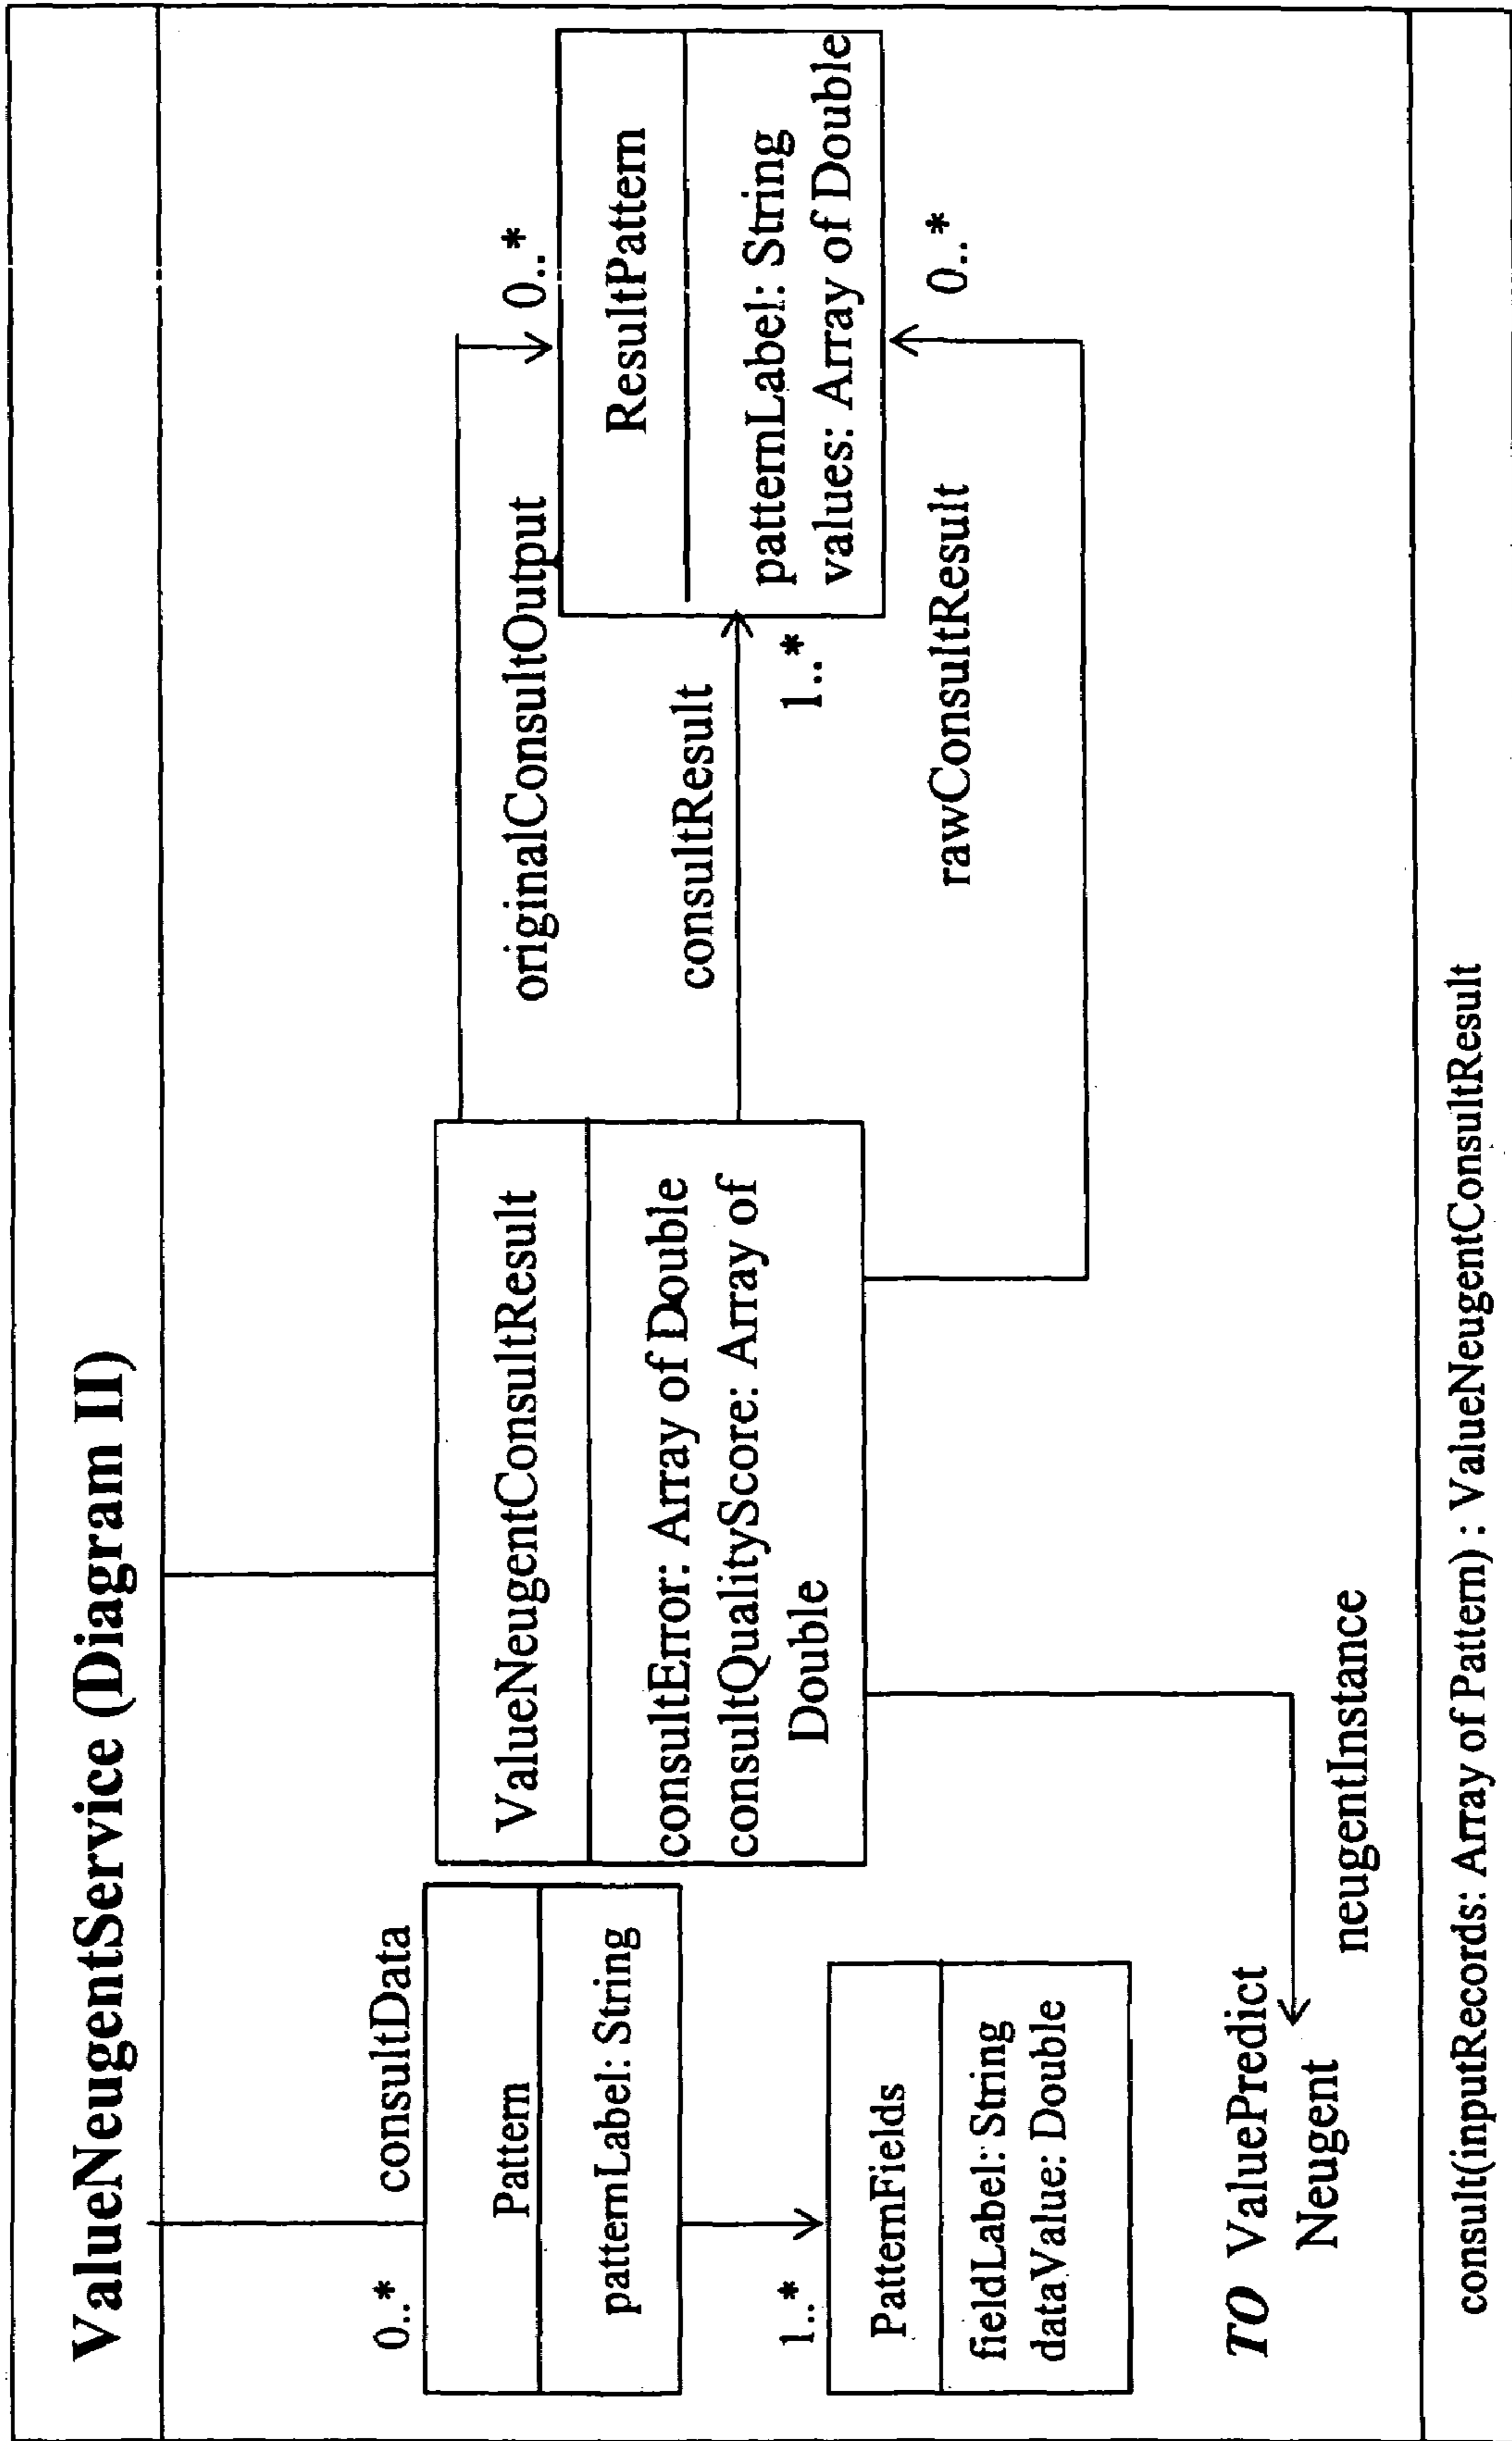 ValueNeugentService (Diagram II)
0..*
consultData
Pattern
patternLabel: String
1..*
PatternFields
fieldLabel: String
dataValue: Double
TO ValuePredict
Neugent
neugentInstance
ValueNeugentConsultResult
consultError: Array of Double
consultQualityScore: Array of
Double
originalConsultOutput
0..*
consultResult
1..*
rawConsultResult
0..*
ResultPattern
patternLabel: String
values: Array of Double
consult(inputRecords: Array of Pattern) : ValueNeugentConsultResult